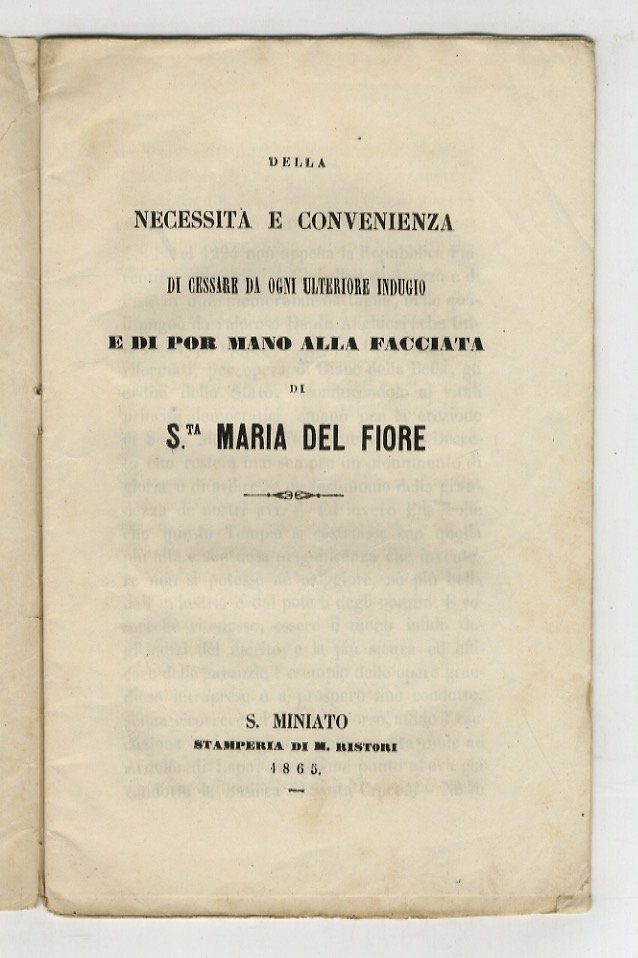 DELLA
NECESSITÀ E CONVENIENZA
DI CESSARE DA OGNI ULTERIORE INDUGIO
E DI POR MANO ALLA FACCIATA
DI
S.TA MARIA DEL FIORE
S. MINIATO
STAMPERIA DI M. RISTORI
1865.